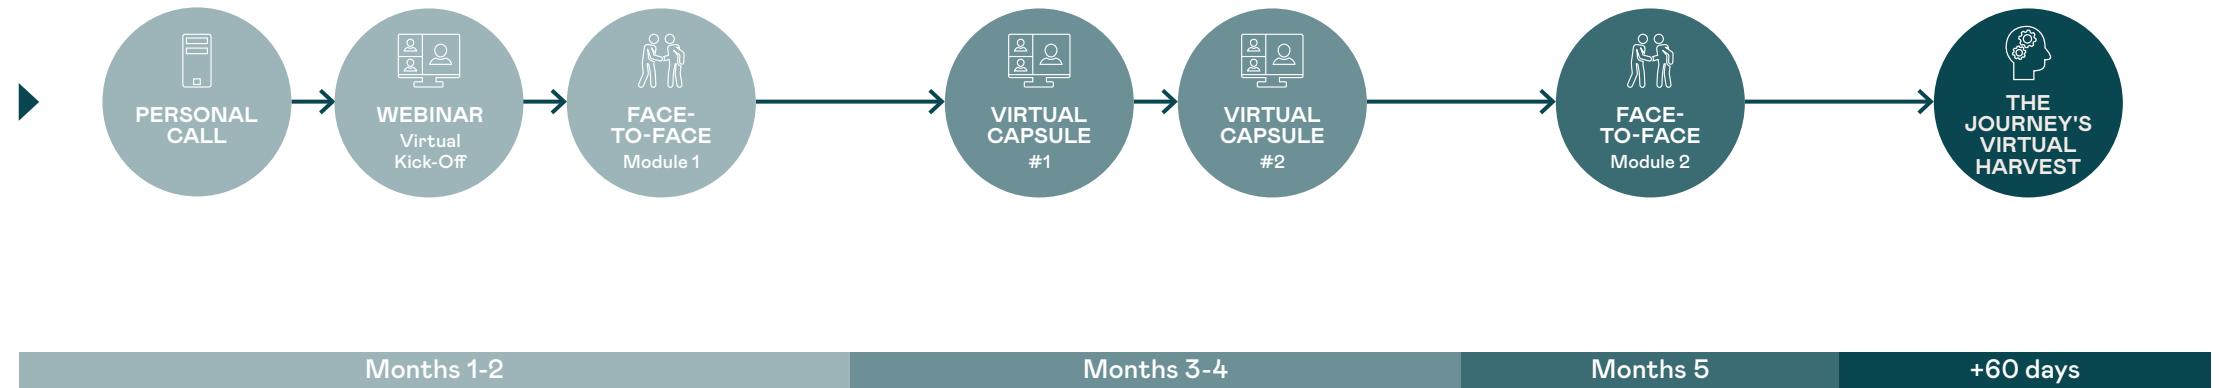 PERSONAL
CALL
WEBINAR
Virtual
Kick-Off
FACE-
TO-FACE
Module 1
VIRTUAL
CAPSULE
#1
VIRTUAL
CAPSULE
#2
FACE-
TO-FACE
Module 2
THE
JOURNEY'S
VIRTUAL
HARVEST
Months 1-2
Months 3-4
Months 5
+60 days